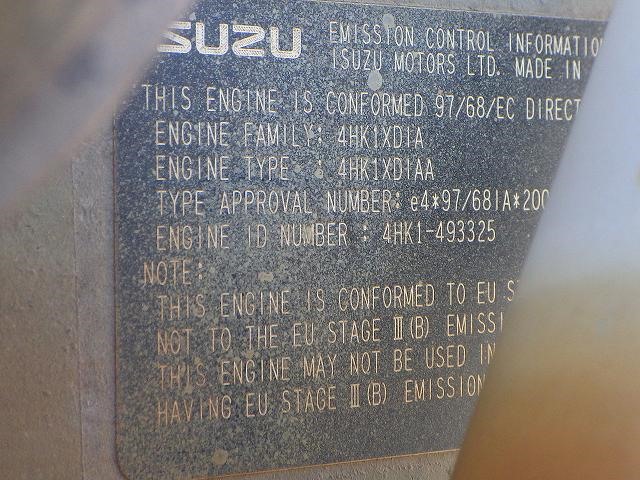 ISUZU
EMISSION CONTROL INFORMATIO
ISUZU MOTORS LTD. MADE IN
THIS ENGINE IS CONFORMED 97/68/EC DIRECT
ENGINE FAMILY: 4HK1XDIA
ENGINE TYPE : 4HK1XDIAA
TYPE APPROVAL NUMBER: e4*97/68IA*200
ENGINE ID NUMBER : 4HK1-493325
NOTE:
THIS ENGINE IS CONFORMED TO EU S
NOT TO THE EU STAGE Ⅲ(B) EMISSI
THIS ENGINE MAY NOT BE USED IN
HAVING EU STAGE Ⅲ(B) EMISSION